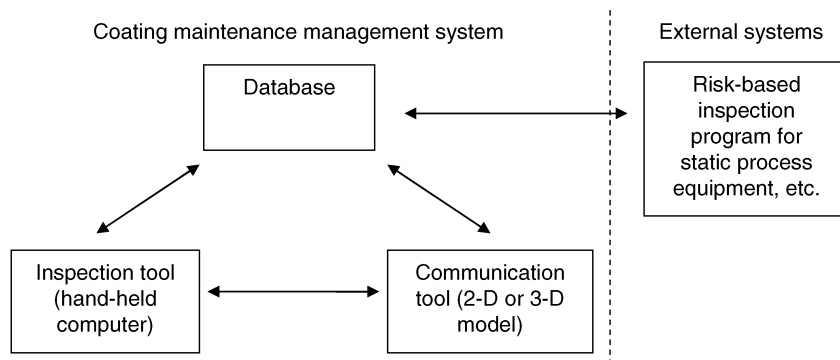 Coating maintenance management system
External systems
Database
Risk-based
inspection
program for
static process
equipment, etc.
Inspection tool
(hand-held
computer)
Communication
tool (2-D or 3-D
model)